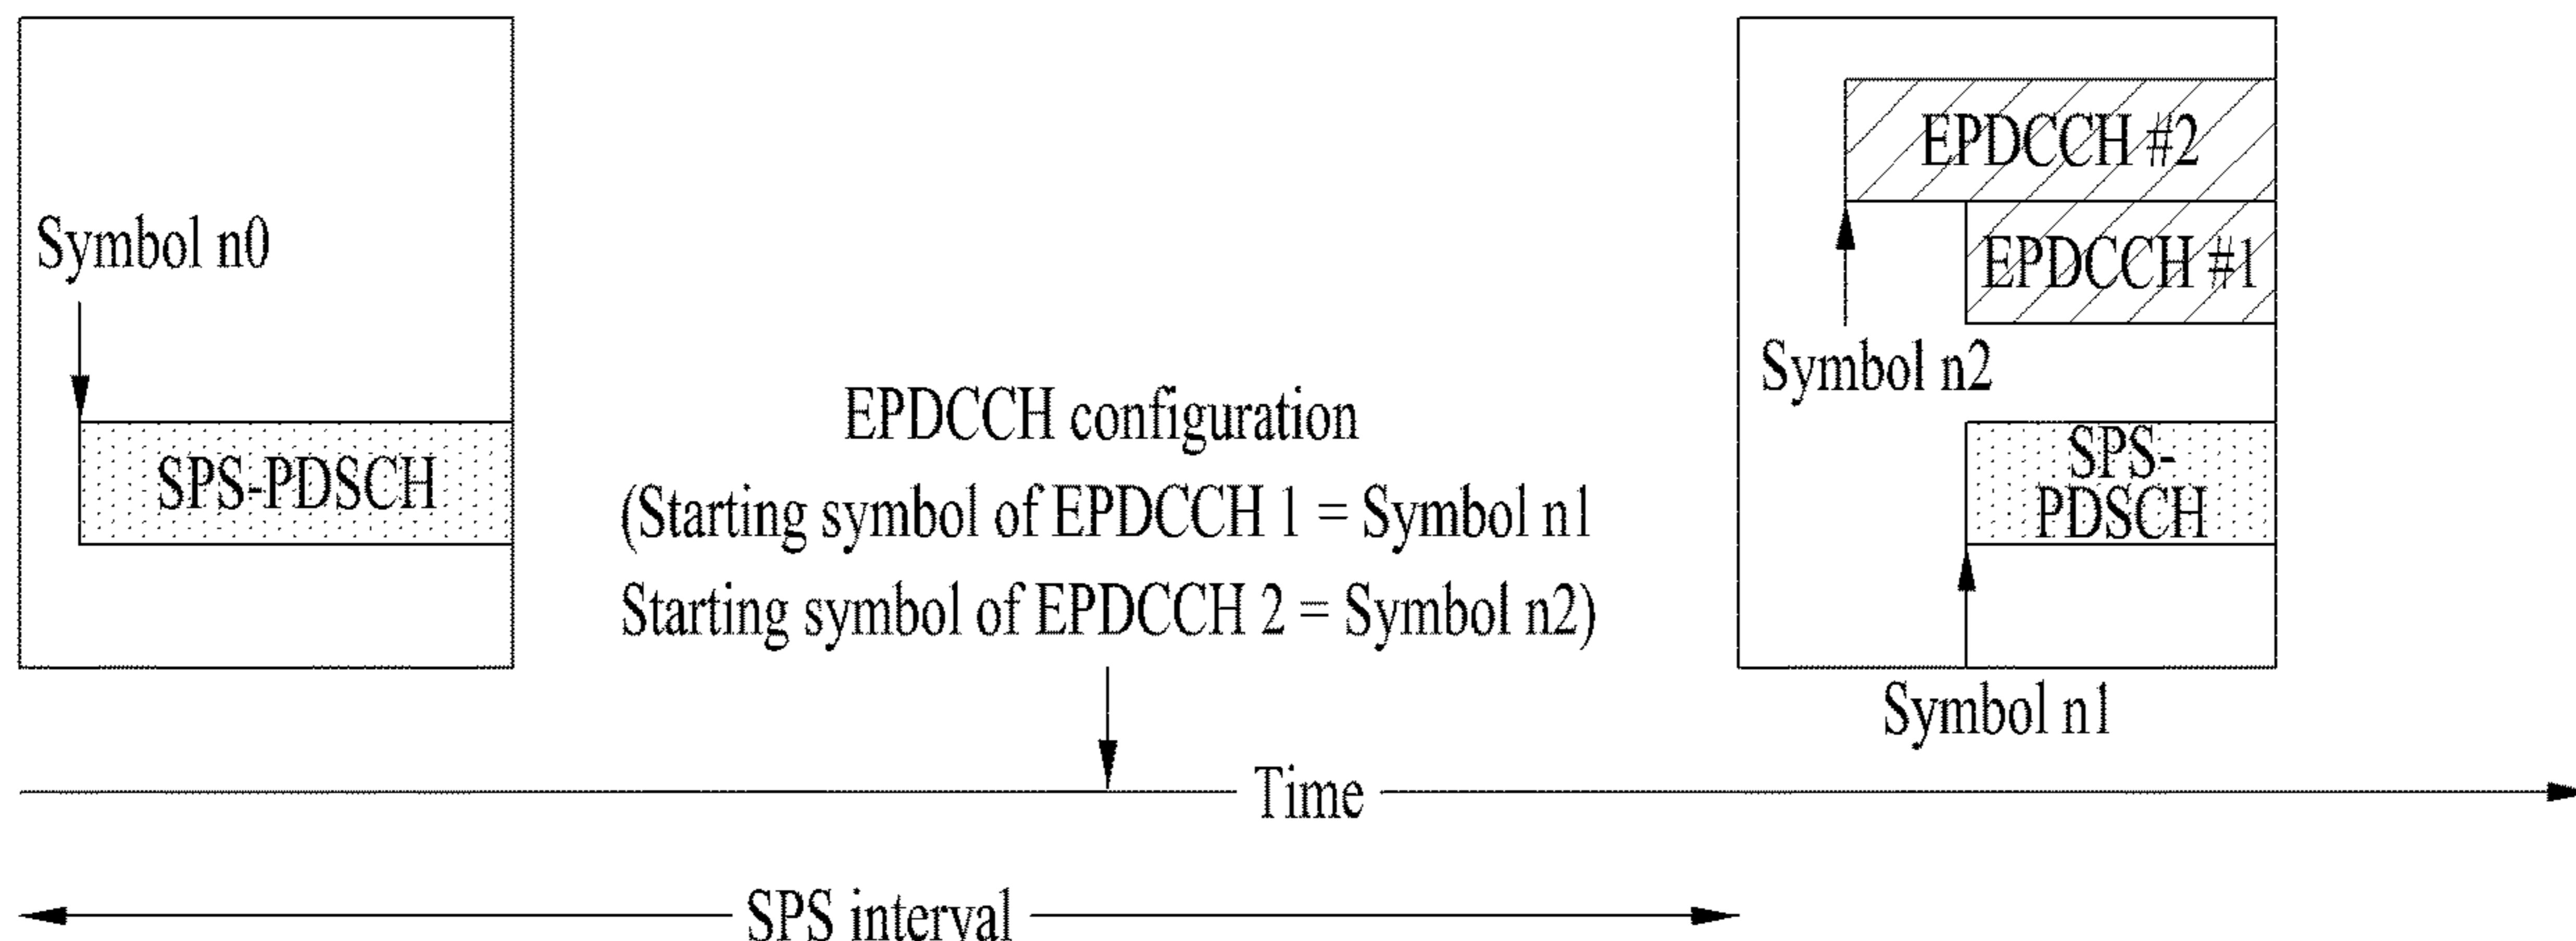 Symbol n0
SPS-PDSCH
EPDCCH configuration
(Starting symbol of EPDCCH 1 = Symbol n1
Starting symbol of EPDCCH 2 = Symbol n2)
EPDCCH #2
EPDCCH #1
Symbol n2
SPS-
PDSCH
Symbol n1
Time
SPS interval